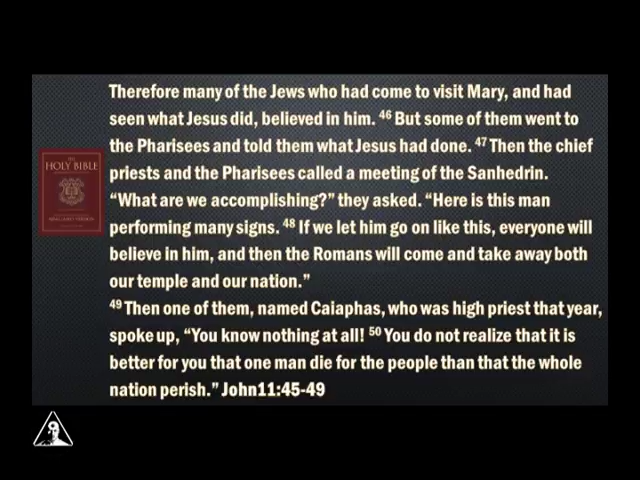 Therefore many of the Jews who had come to visit Mary, and had
seen what Jesus did, believed in him. 46 But some of them went to
the Pharisees and told them what Jesus had done. 47 Then the chief
priests and the Pharisees called a meeting of the Sanhedrin.
“What are we accomplishing?” they asked. “Here is this man
performing many signs. 48 If we let him go on like this, everyone will
believe in him, and then the Romans will come and take away both
our temple and our nation.”
49 Then one of them, named Caiaphas, who was high priest that year,
spoke up, “You know nothing at all! 50 You do not realize that it is
better for you that one man die for the people than that the whole
nation perish.” John11:45-49
HOLY BIBLE